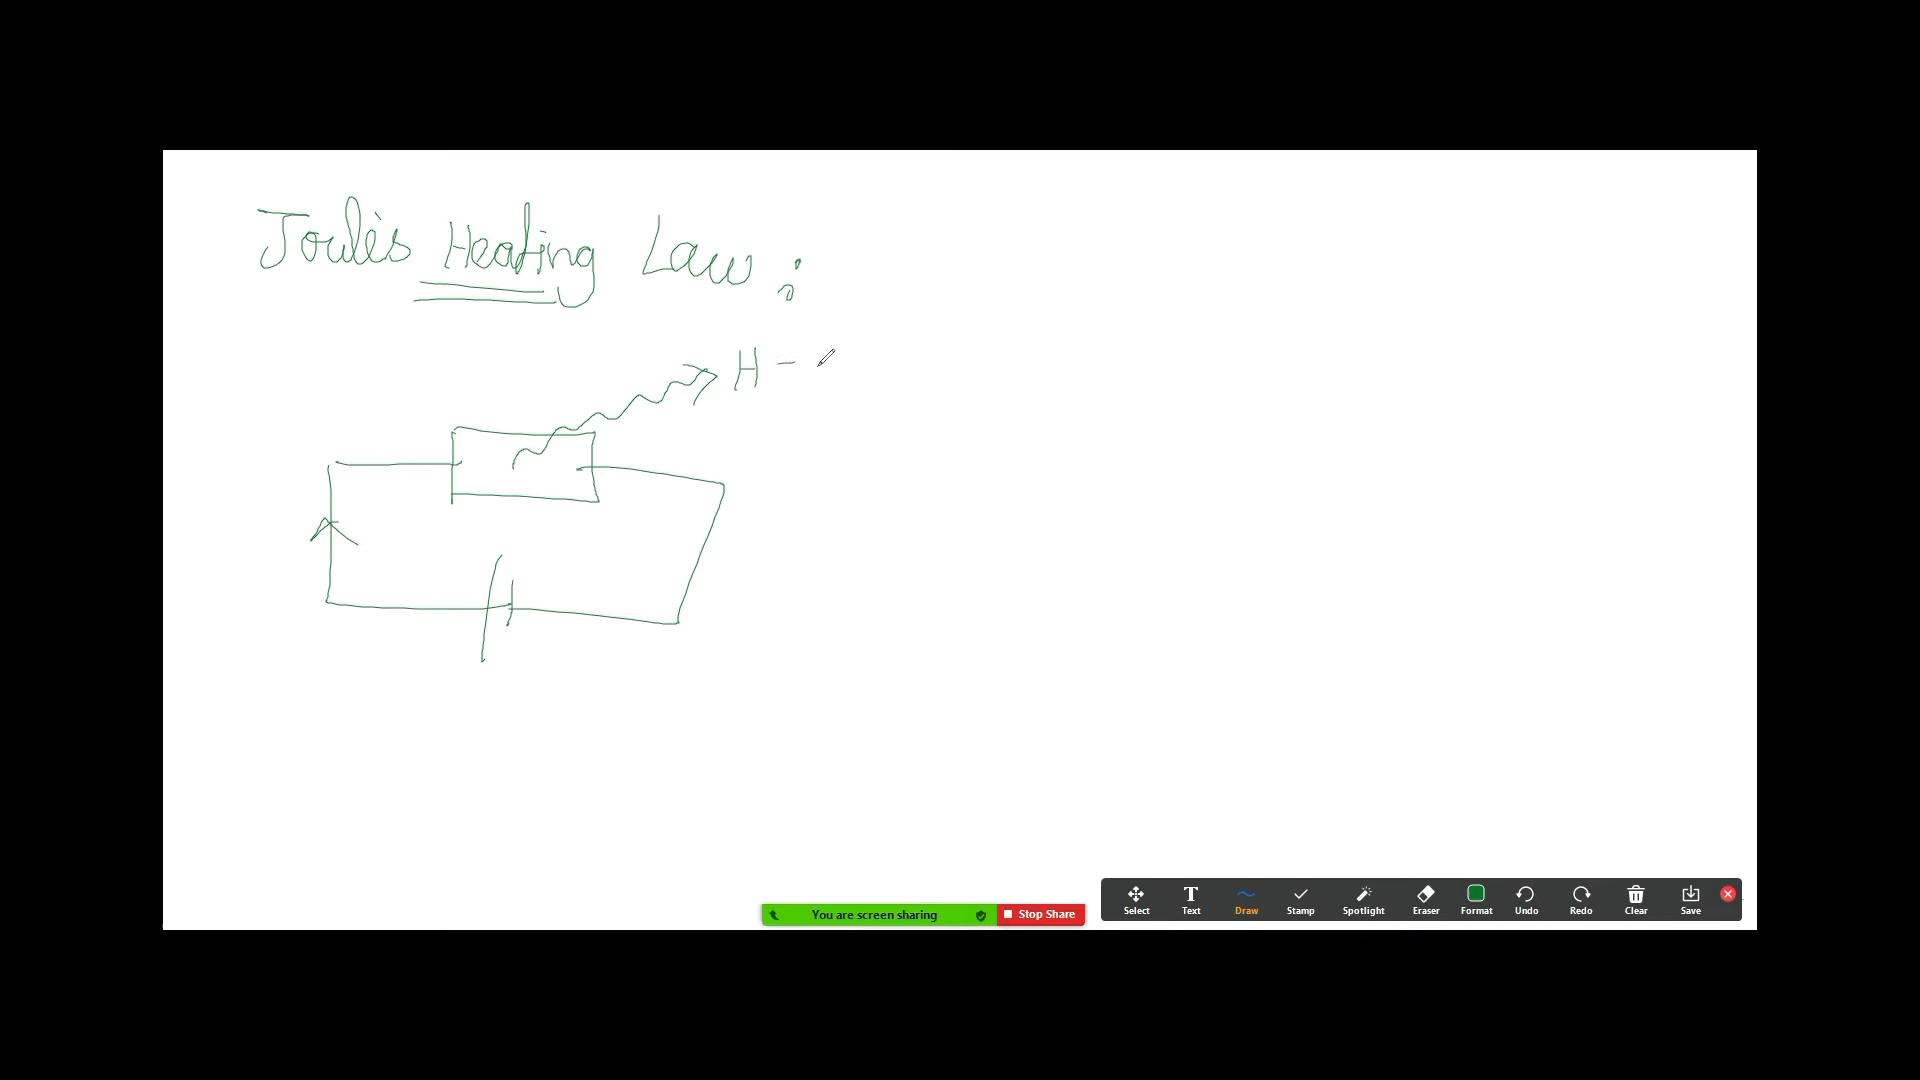 Joule's Heating Law :
H -
You are screen sharing Stop Share
Select Text Draw Stamp Spotlight Eraser Format Undo Redo Clear Save